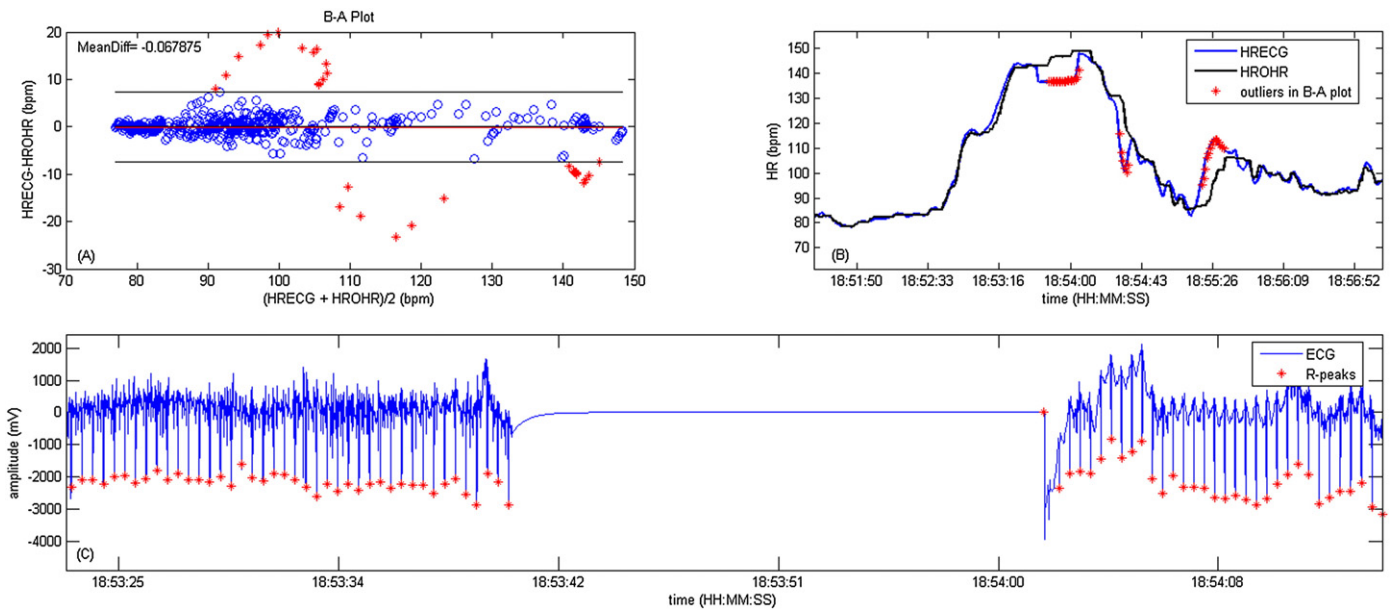 B-A Plot
MeanDiff= -0.067875
20
10
0
-10
-20
-30
HRECG-HROHR (bpm)
(A)
70 80 90 100 110 120 130 140 150
(HRECG + HROHR)/2 (bpm)
150
140
130
120
110
100
90
80
70
HR (bpm)
HRECG
HROHR
outliers in B-A plot
(B)
18:51:50 18:52:33 18:53:16 18:54:00 18:54:43 18:55:26 18:56:09 18:56:52
time (HH:MM:SS)
2000
1000
0
-1000
-2000
-3000
-4000
amplitude (mV)
ECG
R-peaks
(C)
18:53:25 18:53:34 18:53:42 18:53:51 18:54:00 18:54:08
time (HH:MM:SS)